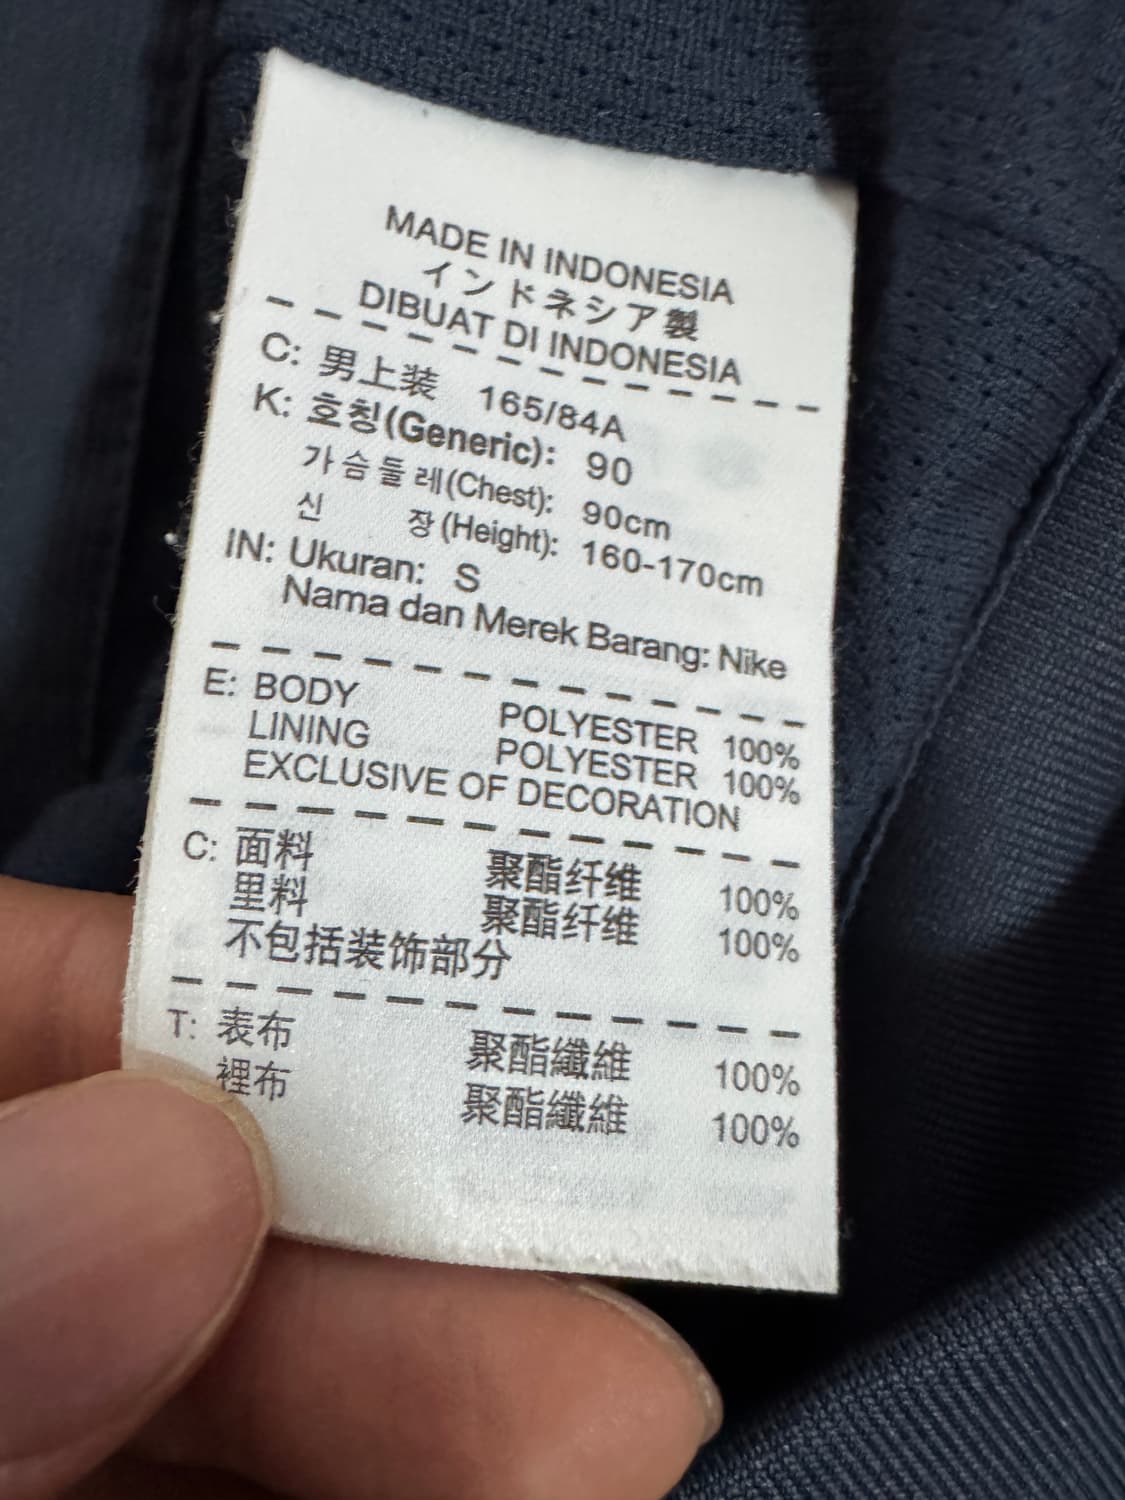 MADE IN INDONESIA
インドネシア製
DIBUAT DI INDONESIA
C: 男上装 165/84A
K: 호칭(Generic): 90
가슴둘레(Chest): 90cm
신 장(Height): 160-170cm
IN: Ukuran: S
Nama dan Merek Barang: Nike
E: BODY POLYESTER 100%
LINING POLYESTER 100%
EXCLUSIVE OF DECORATION
C: 面料 聚酯纤维 100%
里料 聚酯纤维 100%
不包括装饰部分
T: 表布 聚酯纖維 100%
裡布 聚酯纖維 100%